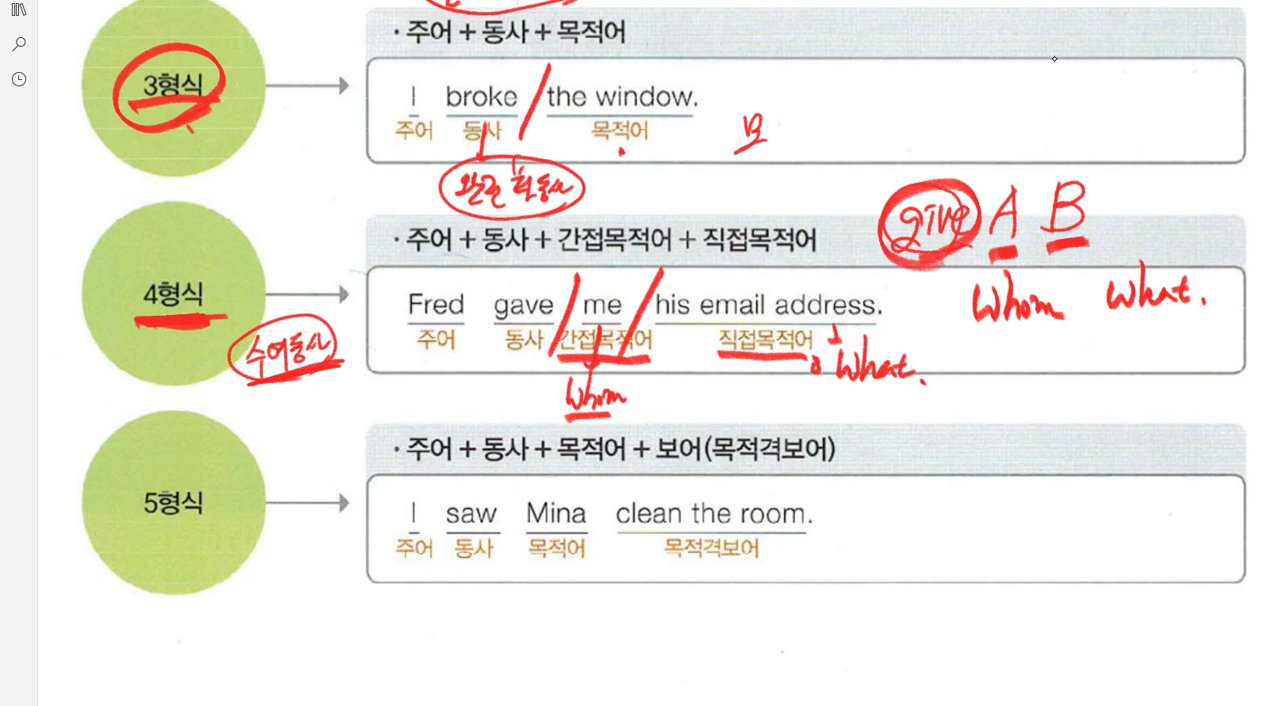 · 주어 + 동사 + 목적어
3형식
I broke the window.
주어 동사 목적어
수여동사
give A B
whom what.
· 주어 + 동사 + 간접목적어 + 직접목적어
4형식
Fred gave me his email address.
주어 동사 간접목적어 직접목적어
what.
whom
· 주어 + 동사 + 목적어 + 보어(목적격보어)
5형식
I saw Mina clean the room.
주어 동사 목적어 목적격보어